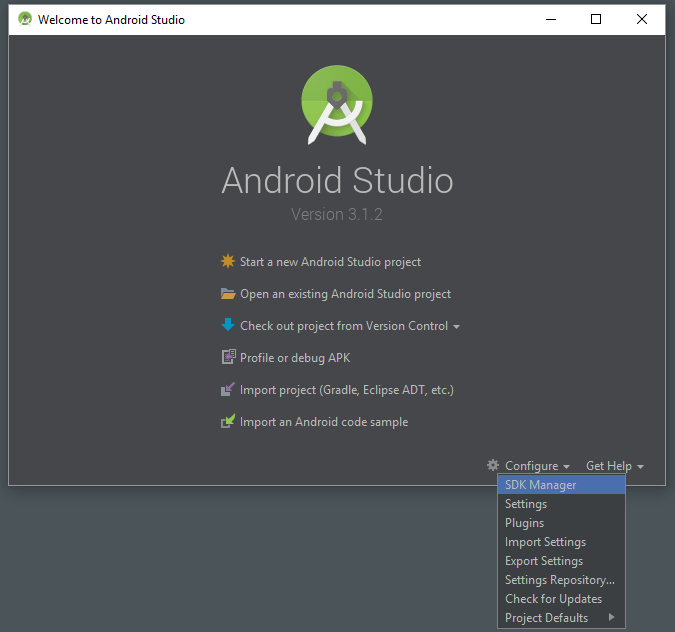 Welcome to Android Studio
Android Studio
Version 3.1.2
Start a new Android Studio project
Open an existing Android Studio project
Check out project from Version Control
Profile or debug APK
Import project (Gradle, Eclipse ADT, etc.)
Import an Android code sample
Configure Get Help
SDK Manager
Settings
Plugins
Import Settings
Export Settings
Settings Repository...
Check for Updates
Project Defaults